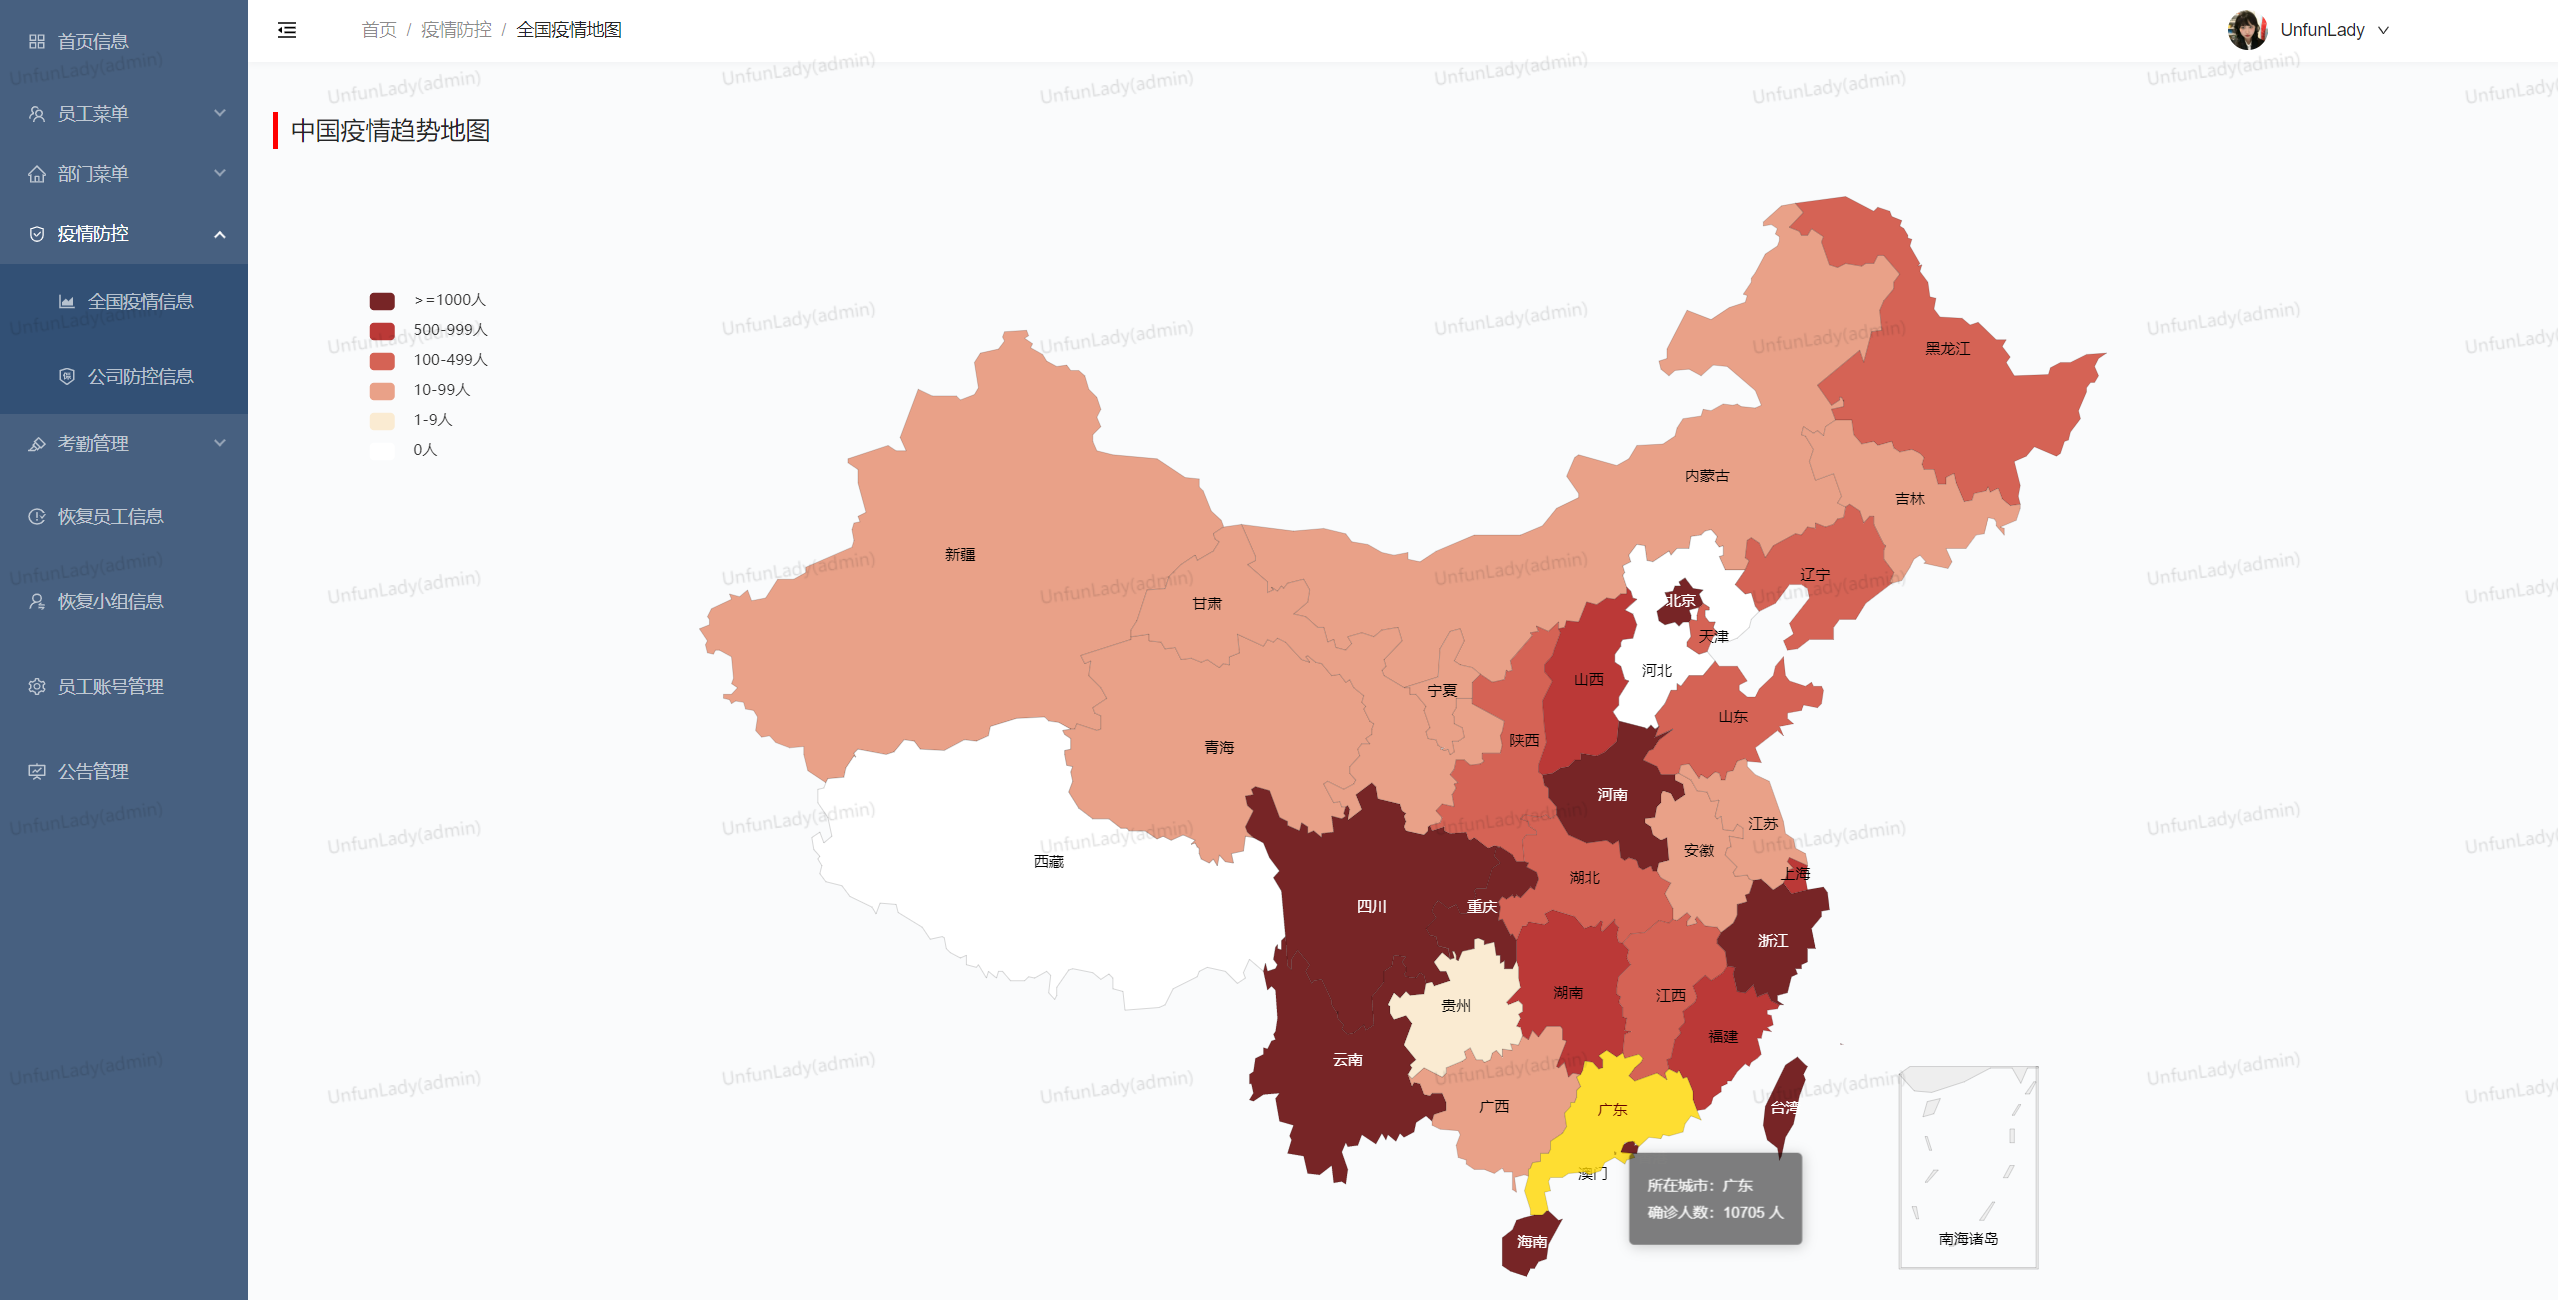 首页信息
员工菜单
部门菜单
疫情防控
全国疫情信息
公司防控信息
考勤管理
恢复员工信息
恢复小组信息
员工账号管理
公告管理
首页 / 疫情防控 / 全国疫情地图
UnfunLady
中国疫情趋势地图
>=1000人
500-999人
100-499人
10-99人
1-9人
0人
黑龙江
内蒙古
吉林
新疆
辽宁
北京
甘肃
天津
河北
山西
宁夏
山东
陕西
青海
河南
江苏
安徽
西藏
上海
湖北
四川
重庆
浙江
湖南
江西
贵州
福建
云南
广西
广东
台湾
澳门
所在城市：广东
确诊人数：10705 人
海南
南海诸岛
UnfunLady(admin)